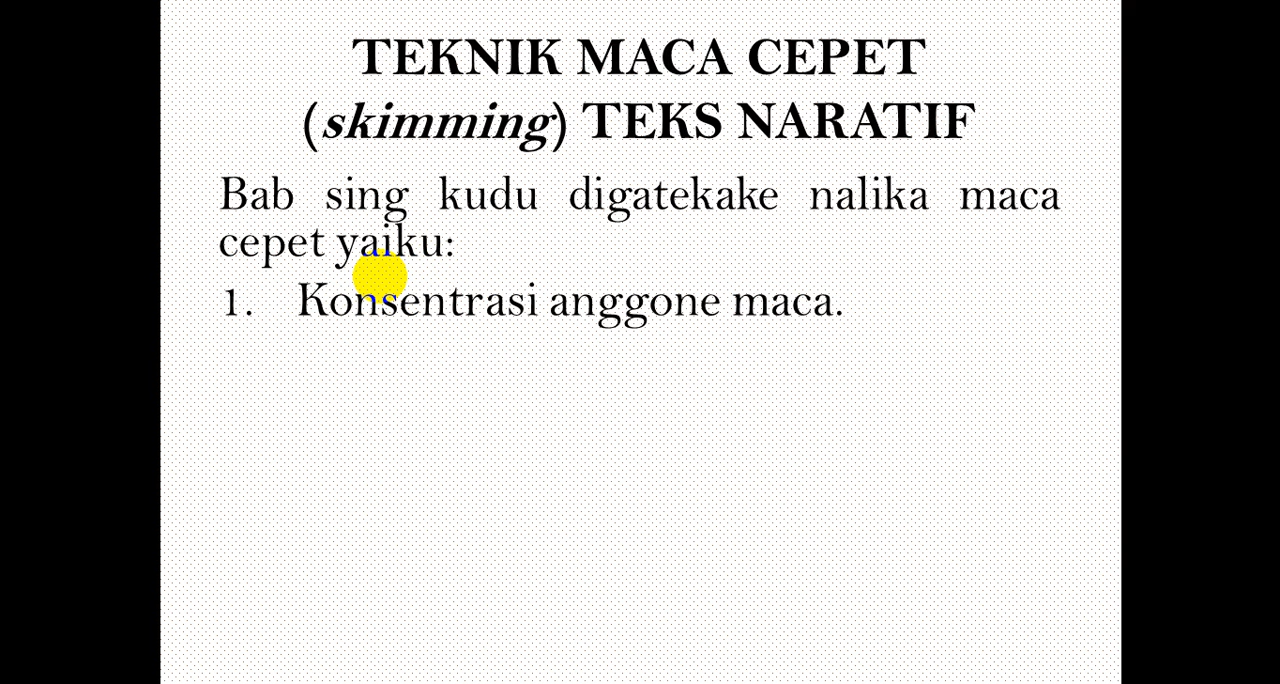 TEKNIK MACA CEPET
(skimming) TEKS NARATIF
Bab sing kudu digatekake nalika maca
cepet yaiku:
1. Konsentrasi anggone maca.